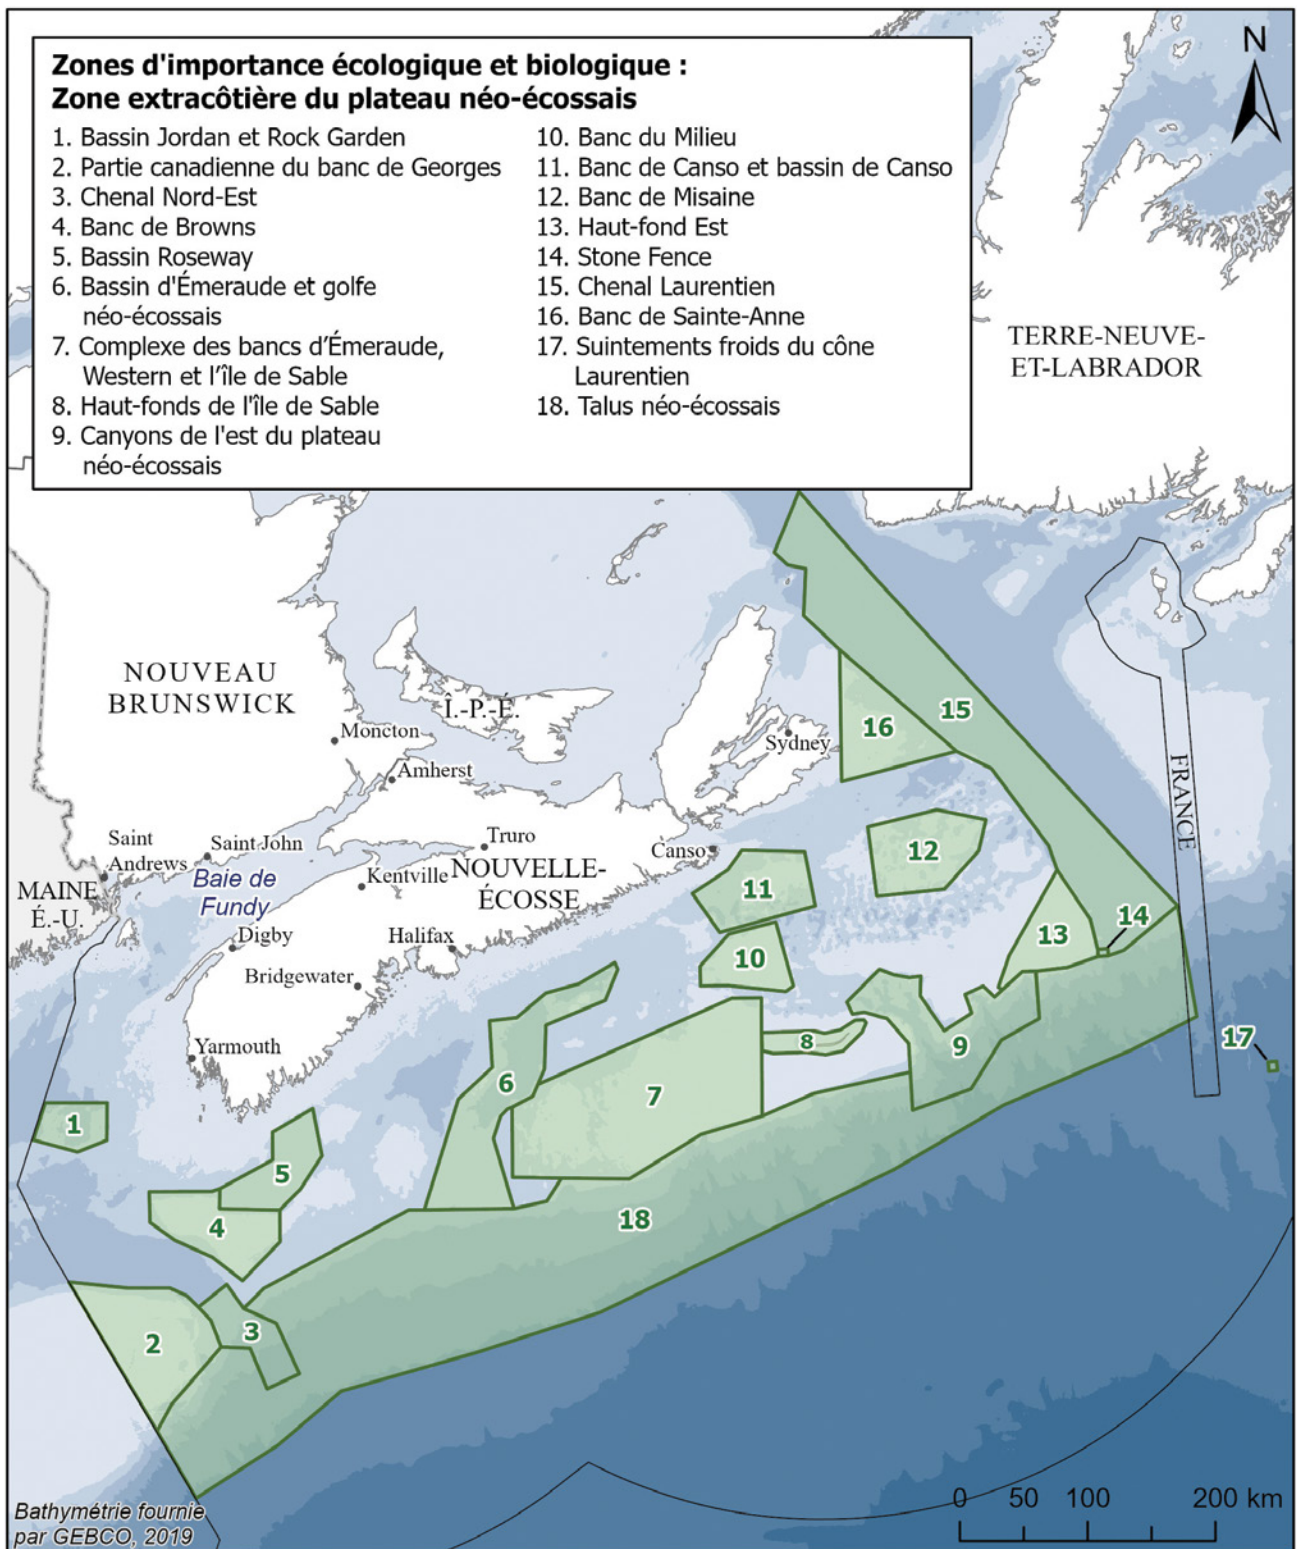 Zones d'importance écologique et biologique :
Zone extracôtière du plateau néo-écossais
1. Bassin Jordan et Rock Garden
2. Partie canadienne du banc de Georges
3. Chenal Nord-Est
4. Banc de Browns
5. Bassin Roseway
6. Bassin d'Émeraude et golfe
néo-écossais
7. Complexe des bancs d’Émeraude,
Western et l’île de Sable
8. Haut-fonds de l'île de Sable
9. Canyons de l'est du plateau
néo-écossais
10. Banc du Milieu
11. Banc de Canso et bassin de Canso
12. Banc de Misaine
13. Haut-fond Est
14. Stone Fence
15. Chenal Laurentien
16. Banc de Sainte-Anne
17. Suintements froids du cône
Laurentien
18. Talus néo-écossais
N
TERRE-NEUVE-
ET-LABRADOR
NOUVEAU
BRUNSWICK
Î.-P.-É.
Moncton
Amherst
Sydney
16
15
FRANCE
Saint
Andrews
Saint John
Truro
Canso
12
MAINE
É.-U.
Baie de
Fundy
Kentville
NOUVELLE-
ÉCOSSE
11
Digby
Halifax
10
13
14
Bridgewater
Yarmouth
6
7
8
9
17
1
5
4
18
2
3
Bathymétrie fournie
par GEBCO, 2019
0 50 100 200 km